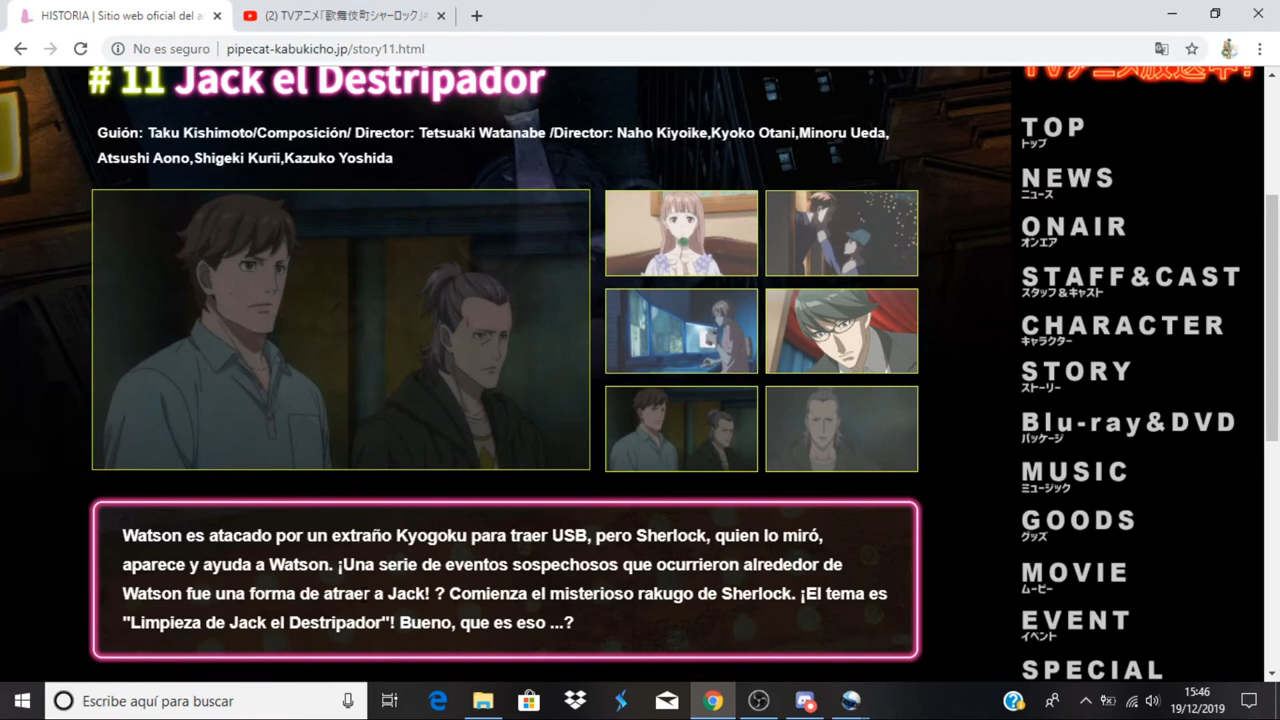 HISTORIA | Sitio web oficial del a
(2) TVアニメ「歌舞伎町シャーロック」#
No es seguro
pipecat-kabukicho.jp/story11.html
# 11 Jack el Destripador
TVアニメ放送中!
Guión: Taku Kishimoto/Composición/ Director: Tetsuaki Watanabe /Director: Naho Kiyoike,Kyoko Otani,Minoru Ueda,
Atsushi Aono,Shigeki Kurii,Kazuko Yoshida
TOP
トップ
NEWS
ニュース
ONAIR
オンエア
STAFF&CAST
スタッフ&キャスト
CHARACTER
キャラクター
STORY
ストーリー
Blu-ray&DVD
パッケージ
MUSIC
ミュージック
GOODS
グッズ
MOVIE
ムービー
EVENT
イベント
SPECIAL
Watson es atacado por un extraño Kyogoku para traer USB, pero Sherlock, quien lo miró,
aparece y ayuda a Watson. ¡Una serie de eventos sospechosos que ocurrieron alrededor de
Watson fue una forma de atraer a Jack! ? Comienza el misterioso rakugo de Sherlock. ¡El tema es
"Limpieza de Jack el Destripador"! Bueno, que es eso ...?
Escribe aquí para buscar
15:46
19/12/2019